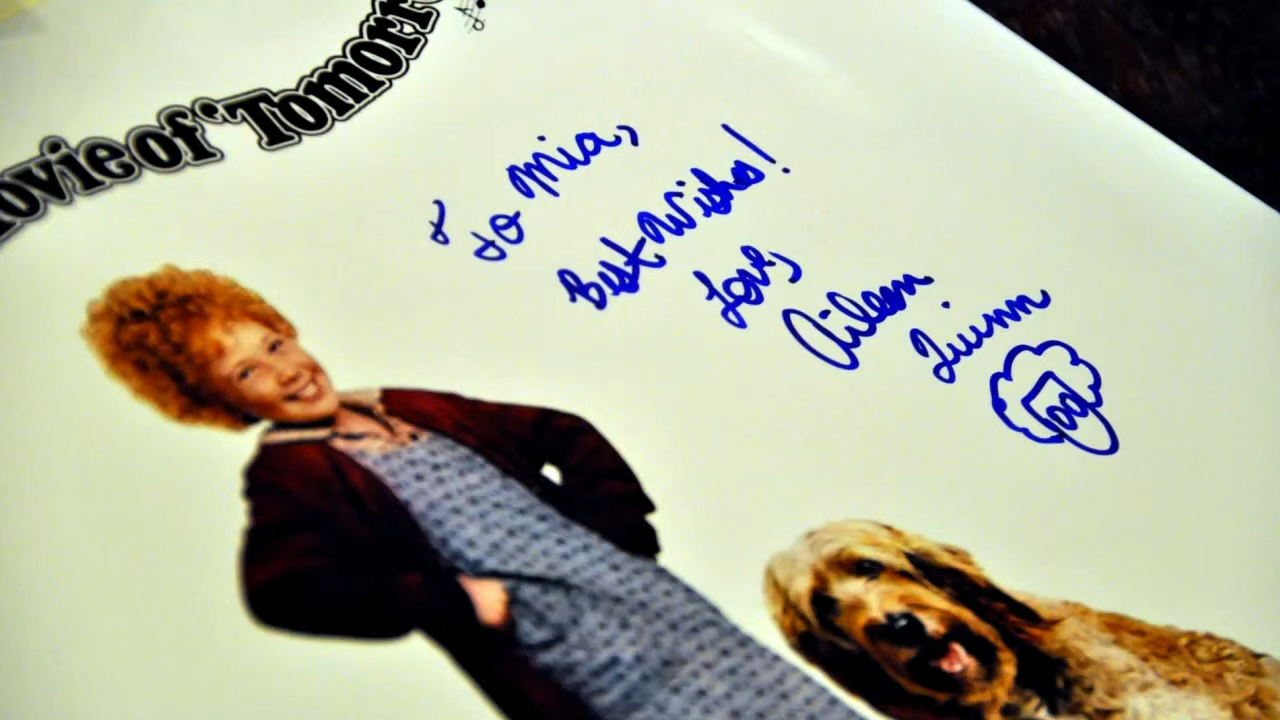 ovie of 'Tomorr
To Mia,
Best Wishes!
Love,
Aileen
Quinn